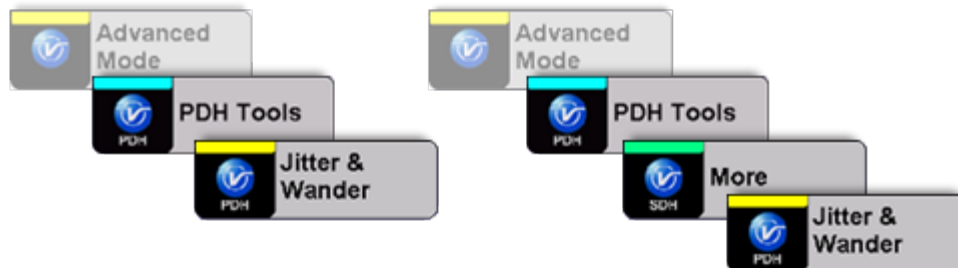 Advanced
Mode
PDH Tools
PDH
Jitter &
Wander
PDH
Advanced
Mode
PDH Tools
PDH
More
SDH
Jitter &
Wander
PDH